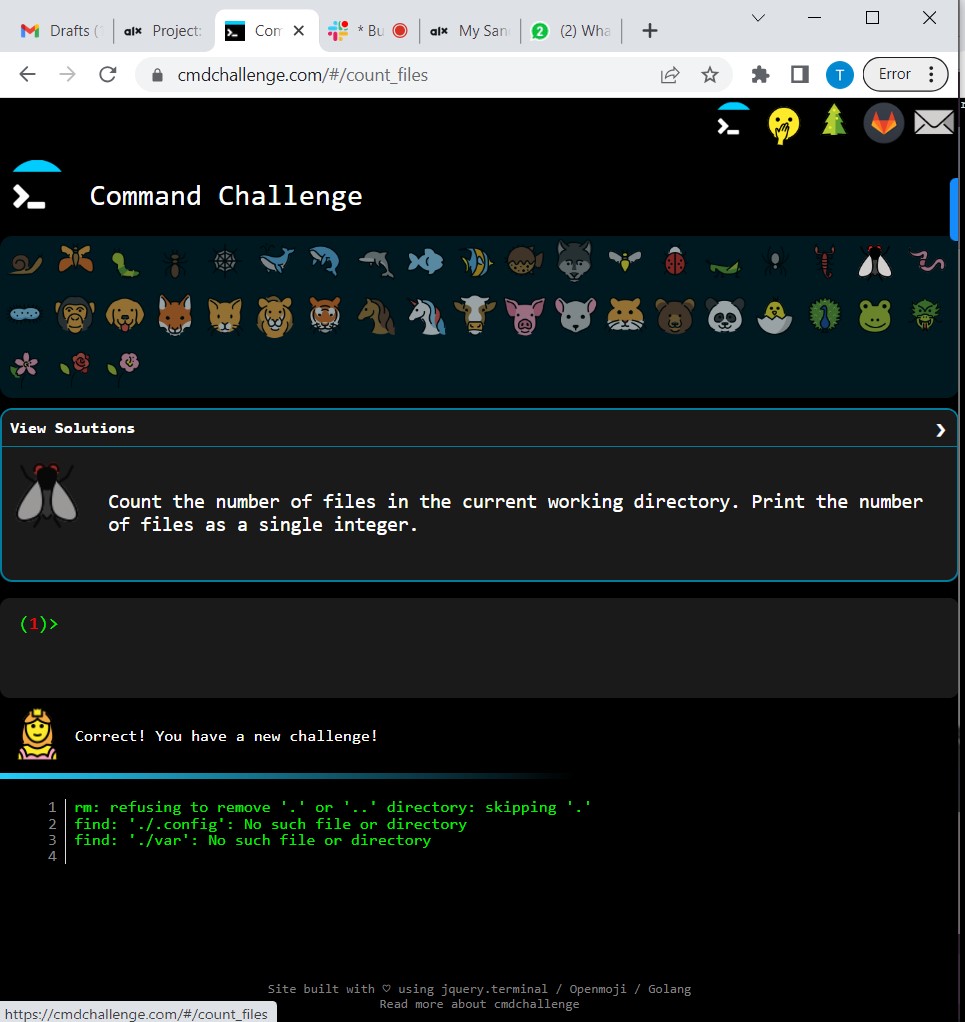 Drafts (
alx Project:
Com
* Bu
alx My San
2 (2) Wha
cmdchallenge.com/#/count_files
T
Error
Command Challenge
View Solutions
Count the number of files in the current working directory. Print the number
of files as a single integer.
(1)>
Correct! You have a new challenge!
1 rm: refusing to remove '.' or '..' directory: skipping '.'
2 find: './.config': No such file or directory
3 find: './var': No such file or directory
4
Site built with ♡ using jquery.terminal / Openmoji / Golang
Read more about cmdchallenge
https://cmdchallenge.com/#/count_files